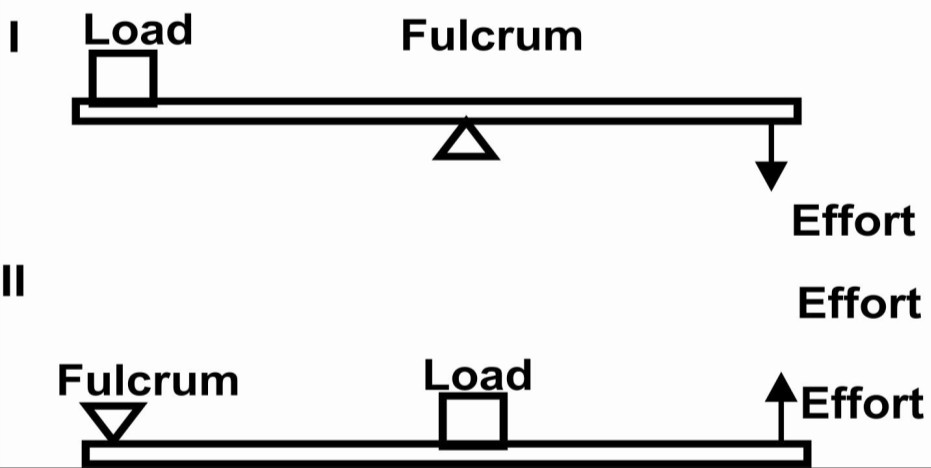 I
Load
Fulcrum
Effort
II
Effort
Fulcrum
Load
Effort